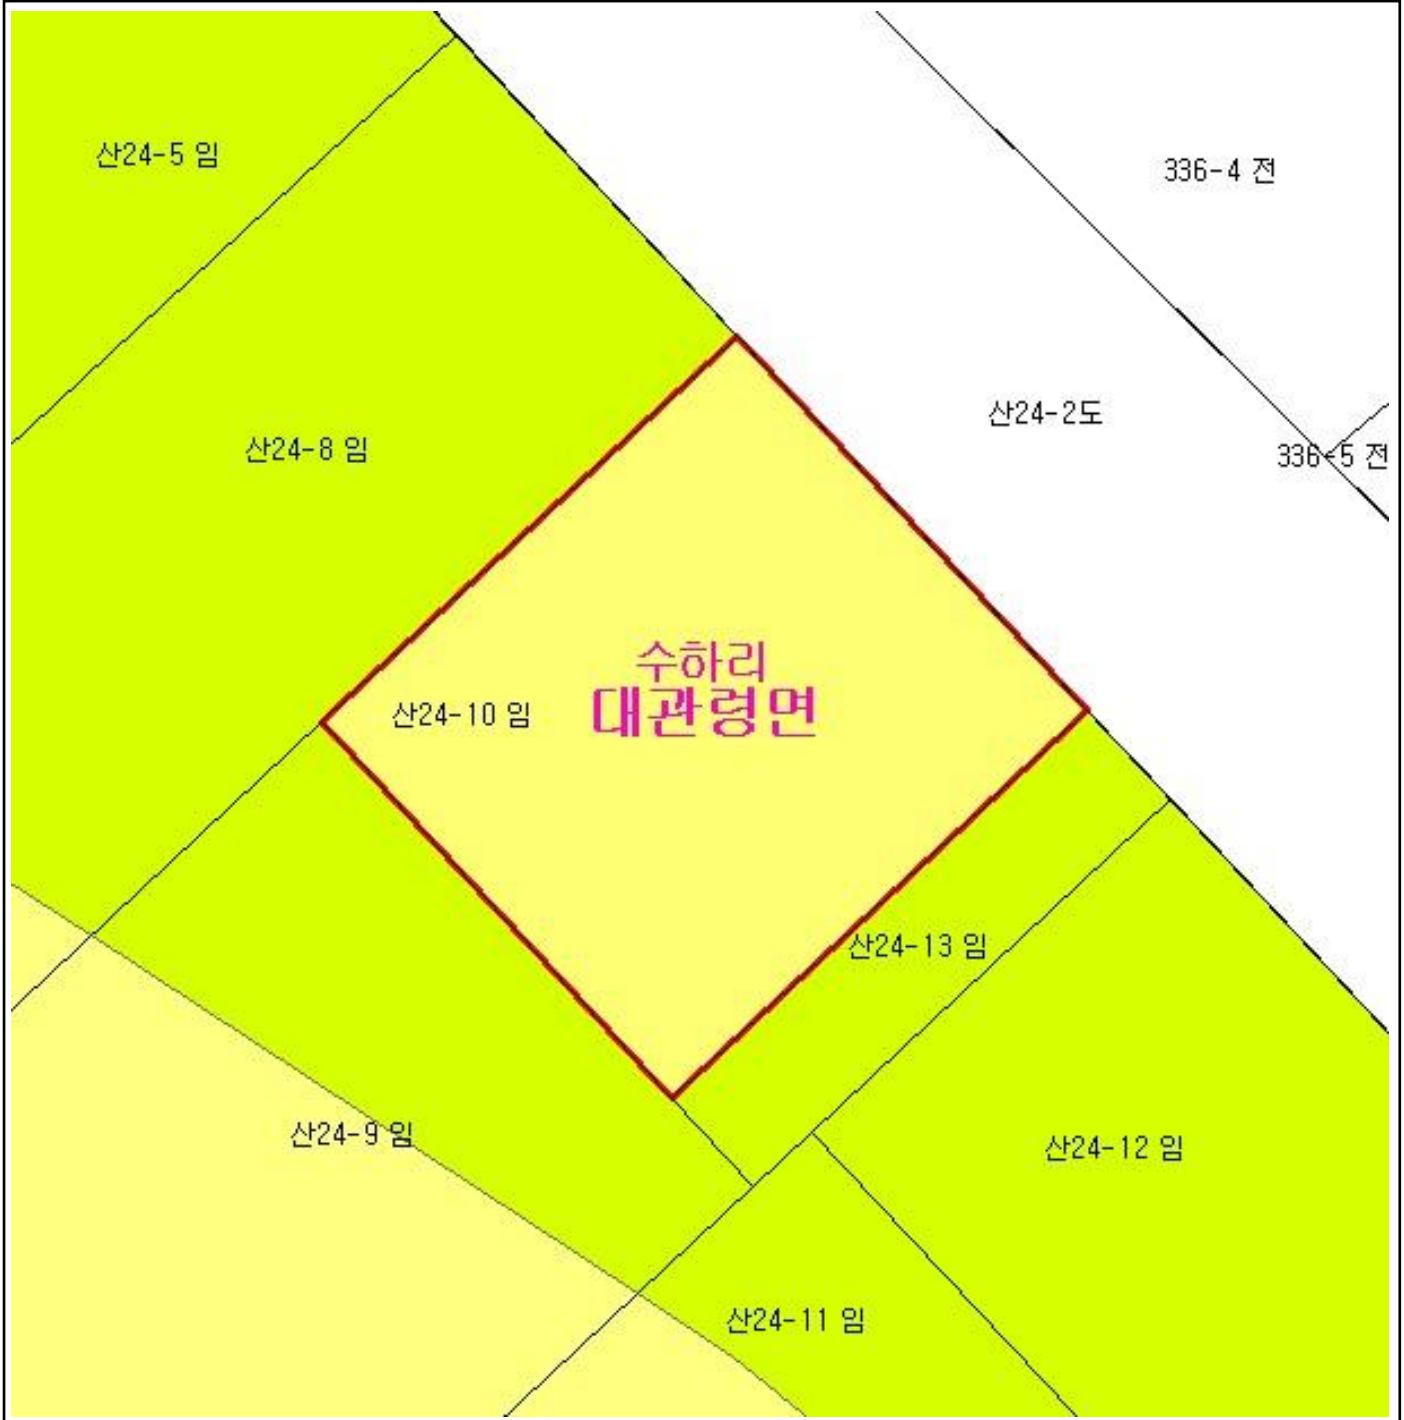 산24-5 임
336-4 전
산24-2도
산24-8 임
336-5 전
수하리
대관령면
산24-10 임
산24-13 임
산24-9 임
산24-12 임
산24-11 임